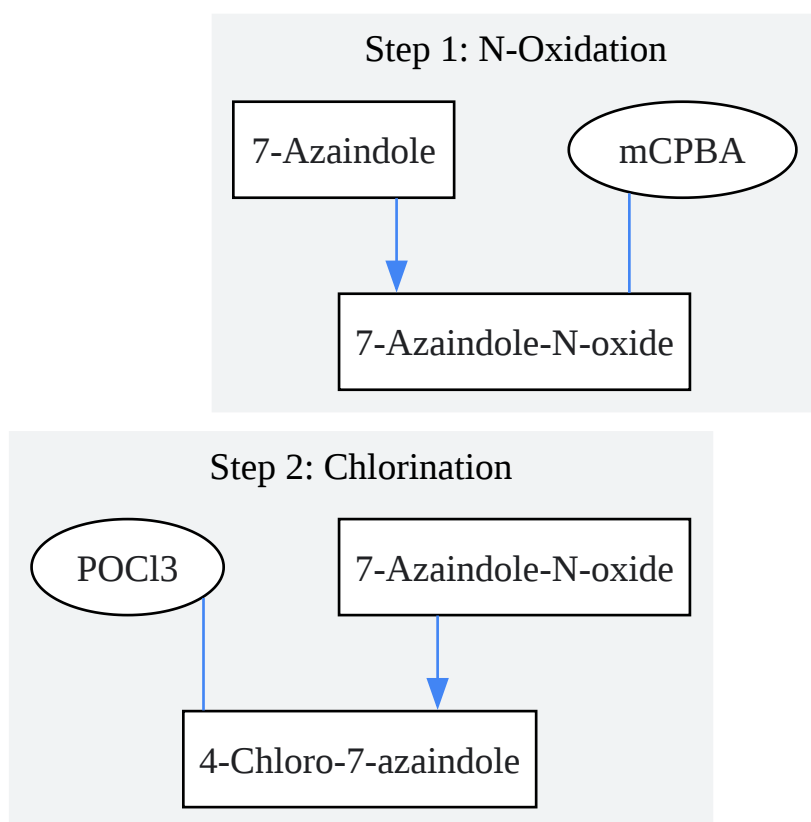 Step 1: N-Oxidation
7-Azaindole
mCPBA
7-Azaindole-N-oxide
Step 2: Chlorination
POCl3
7-Azaindole-N-oxide
4-Chloro-7-azaindole